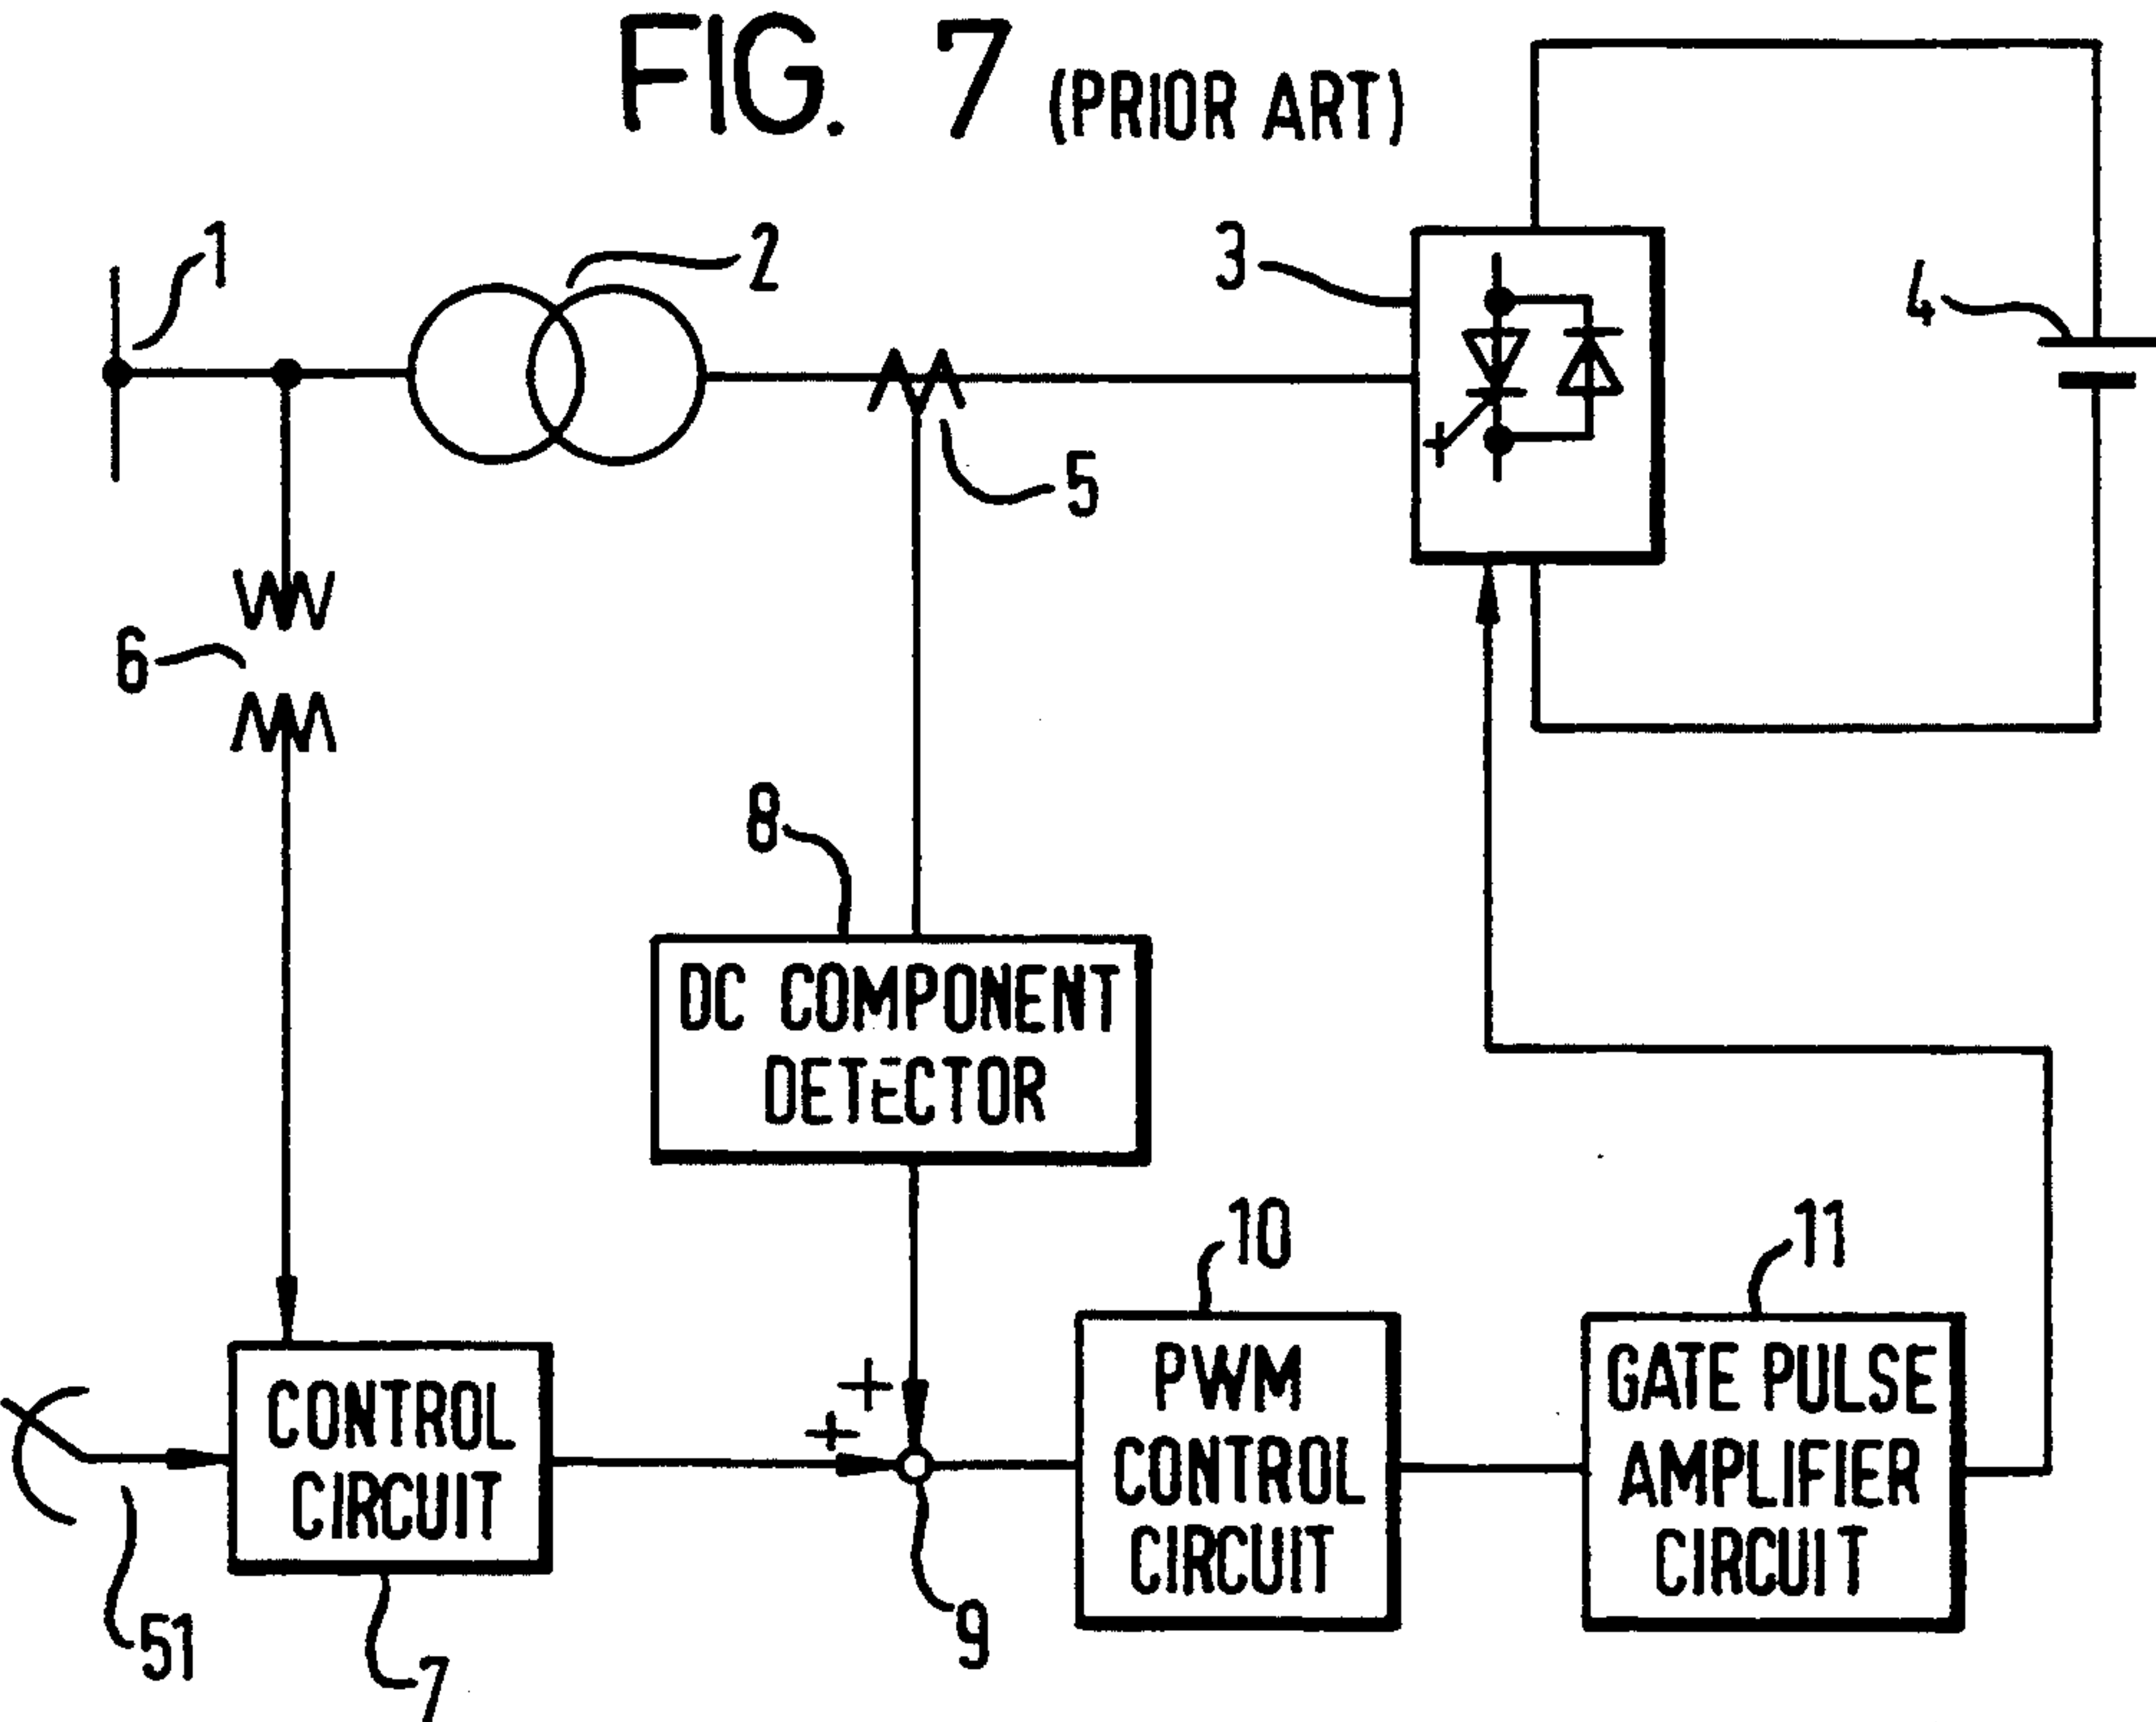 FIG. 7 (PRIOR ART)
1
2
3
4
5
6
8
DC COMPONENT
DETECTOR
10
11
CONTROL
CIRCUIT
+
+
PWM
CONTROL
CIRCUIT
GATE PULSE
AMPLIFIER
CIRCUIT
51
7
9